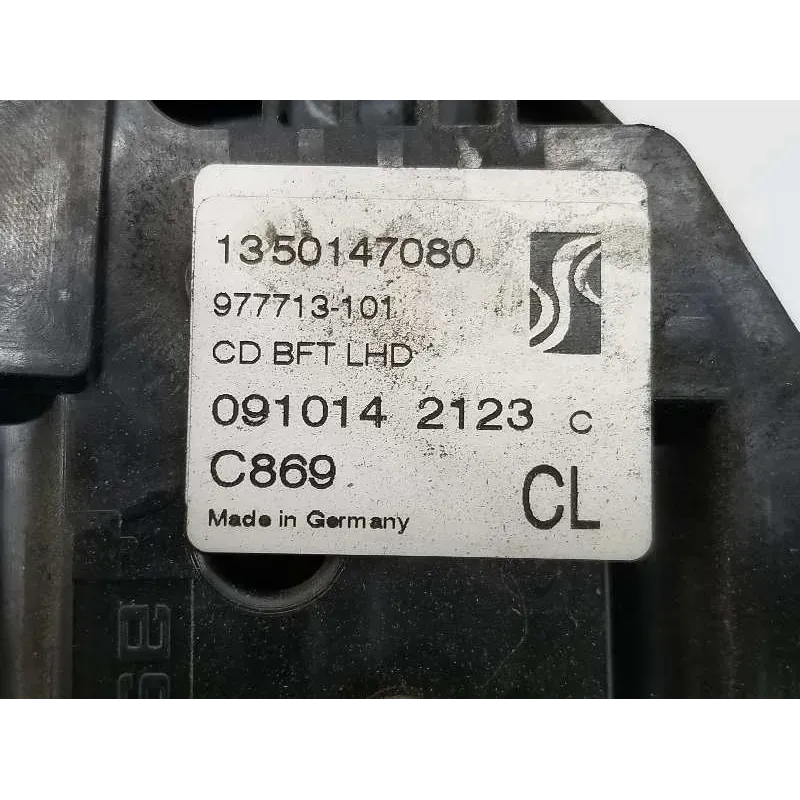 1350147080
977713-101
CD BFT LHD
091014 2123 C
C869
CL
Made in Germany